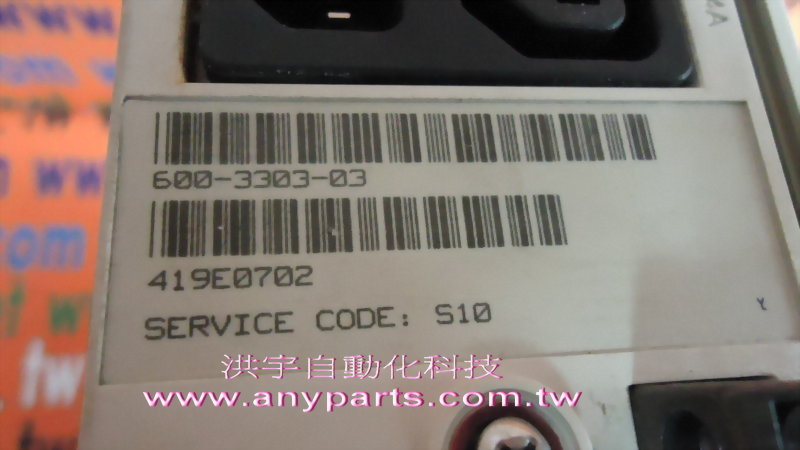 600-3303-03
419E0702
SERVICE CODE: S10
洪宇自動化科技
www.anyparts.com.tw